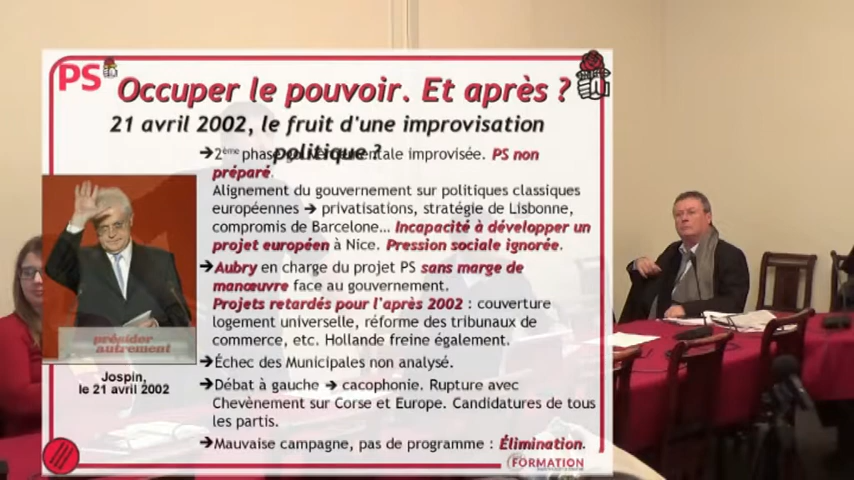 PS
Occuper le pouvoir. Et après ?
21 avril 2002, le fruit d'une improvisation
politique ?
➔2ème phase gouvernementale improvisée. PS non
préparé.
Alignement du gouvernement sur politiques classiques
européennes ➔ privatisations, stratégie de Lisbonne,
compromis de Barcelone… Incapacité à développer un
projet européen à Nice. Pression sociale ignorée.
➔Aubry en charge du projet PS sans marge de
manœuvre face au gouvernement.
Projets retardés pour l'après 2002 : couverture
logement universelle, réforme des tribunaux de
commerce, etc. Hollande freine également.
➔Échec des Municipales non analysé.
➔Débat à gauche ➔ cacophonie. Rupture avec
Chevènement sur Corse et Europe. Candidatures de tous
les partis.
➔Mauvaise campagne, pas de programme : Élimination.
présider
autrement
Jospin,
le 21 avril 2002
FORMATION